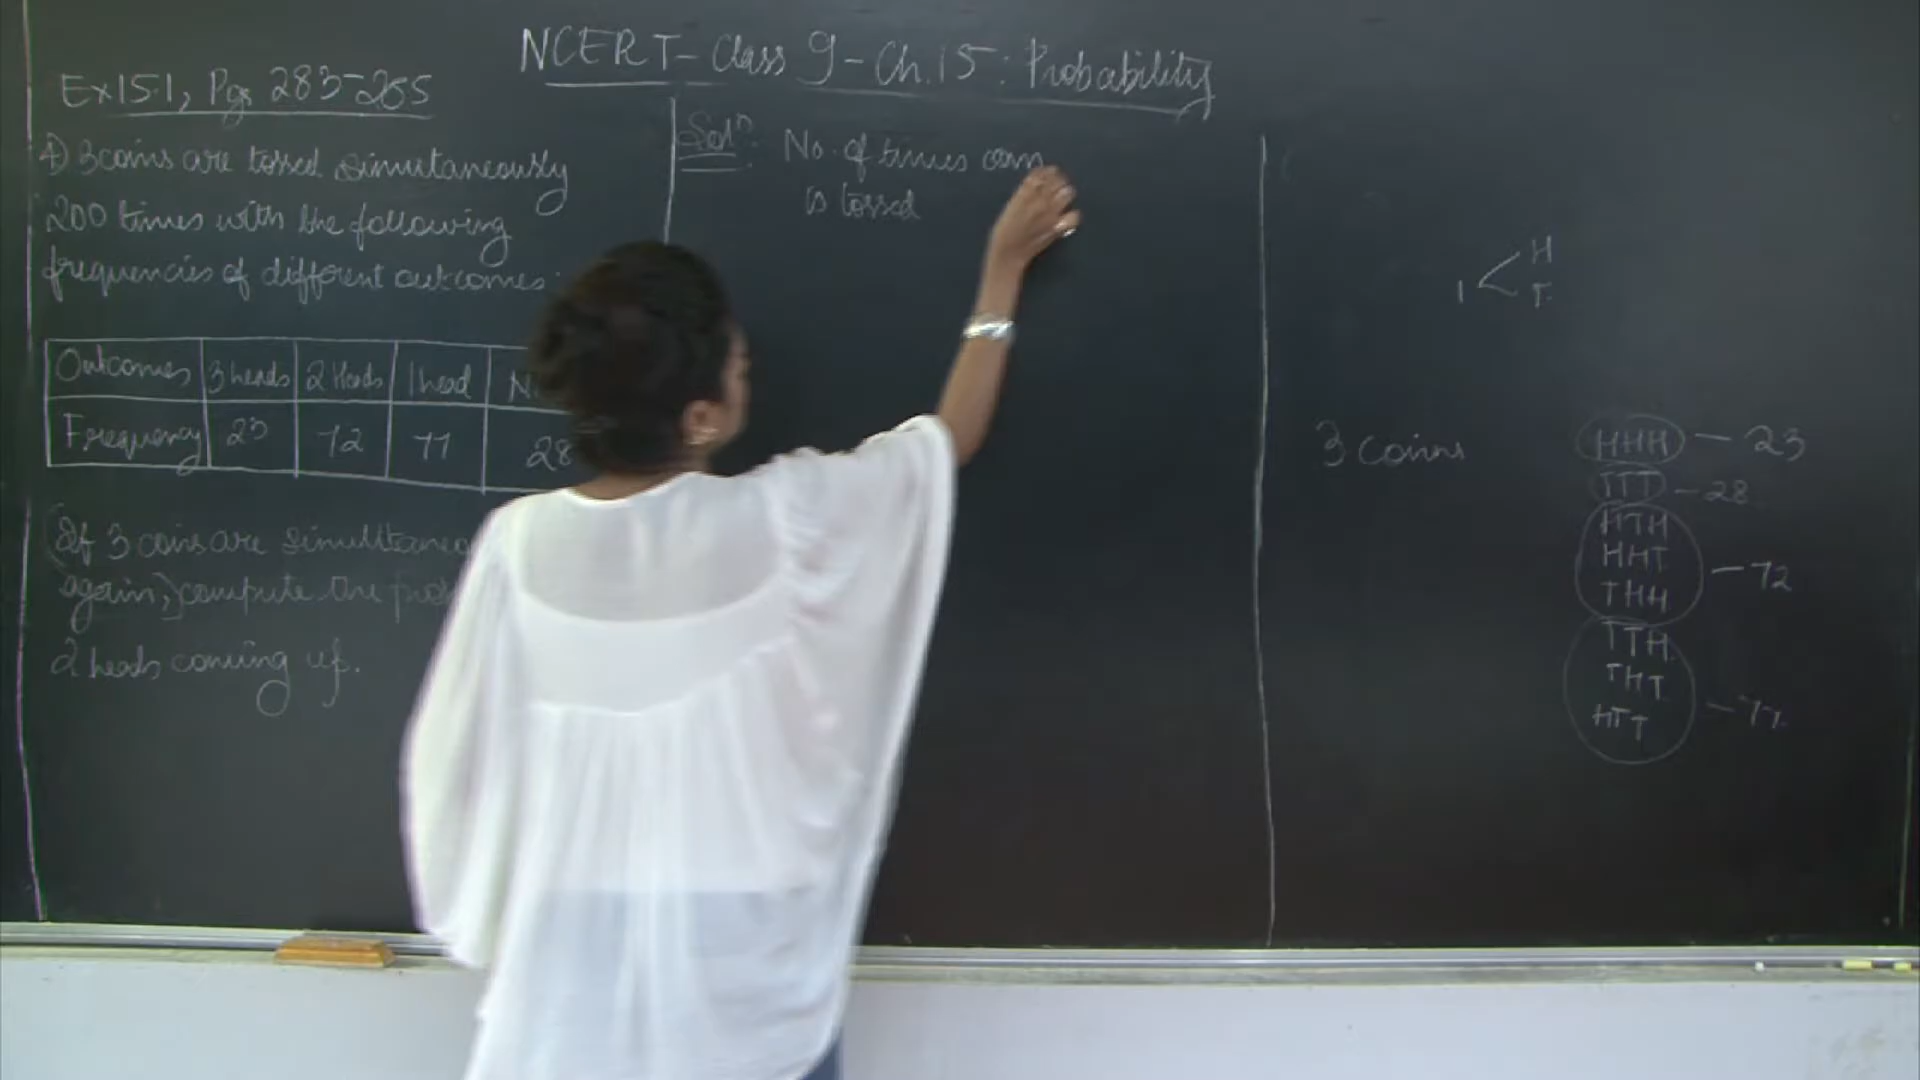 NCERT - Class 9 - Ch.15 : Probability
Ex 15.1, Pgs 283-285
4) 3 coins are tossed simultaneously
200 times with the following
frequencies of different outcomes:
Outcomes 3 heads 2 Heads 1 head
Frequency 23 72 77 28
(If 3 coins are simultaneo
again,) compute the prob
2 heads coming up.
Solⁿ: No. of times coin
is tossed
1 < H
T
3 coins
HHH - 23
TTT - 28
HTH
HHT - 72
THH
TTH
THT - 77
HTT